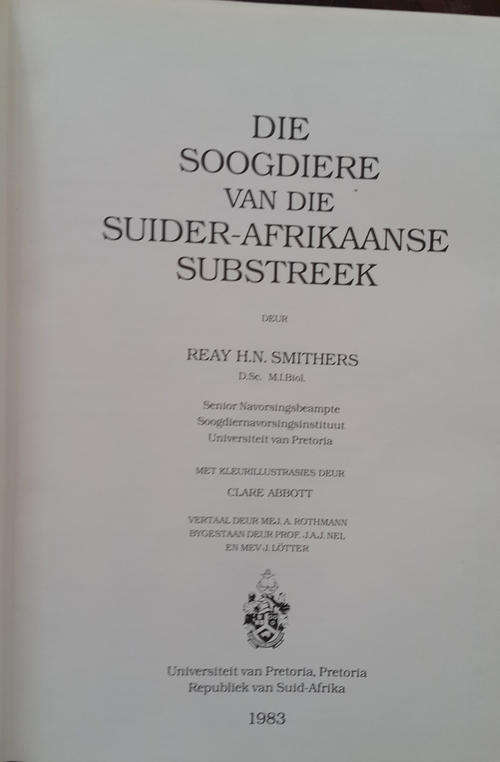 DIE
SOOGDIERE
VAN DIE
SUIDER-AFRIKAANSE
SUBSTREEK
DEUR
REAY H.N. SMITHERS
D.Sc. M.I.Biol.
Senior Navorsingsbeampte
Soogdiernavorsingsinstituut
Universiteit van Pretoria
MET KLEURILLUSTRASIES DEUR
CLARE ABBOTT
VERTAAL DEUR MEJ. A. ROTHMANN
BYGESTAAN DEUR PROF. J.A.J. NEL
EN MEV J. LÖTTER
Universiteit van Pretoria, Pretoria
Republiek van Suid-Afrika
1983